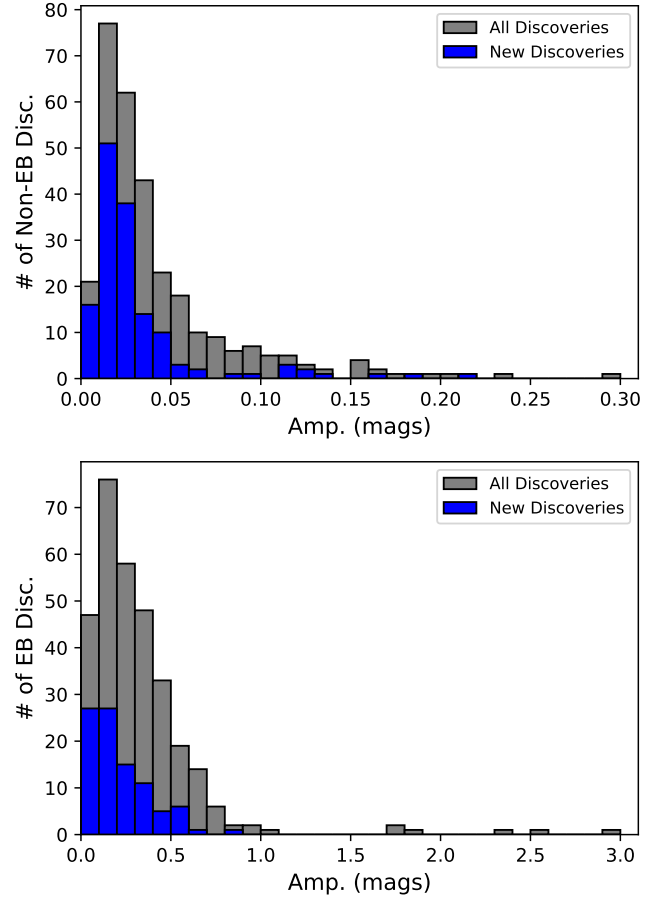 80
70
60
50
40
30
20
10
0
# of Non-EB Disc.
All Discoveries
New Discoveries
0.00 0.05 0.10 0.15 0.20 0.25 0.30
Amp. (mags)
70
60
50
40
30
20
10
0
# of EB Disc.
All Discoveries
New Discoveries
0.0 0.5 1.0 1.5 2.0 2.5 3.0
Amp. (mags)